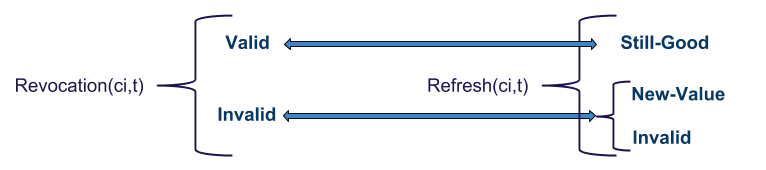 Valid
Still-Good
Revocation(ci,t)
Refresh(ci,t)
New-Value
Invalid
Invalid